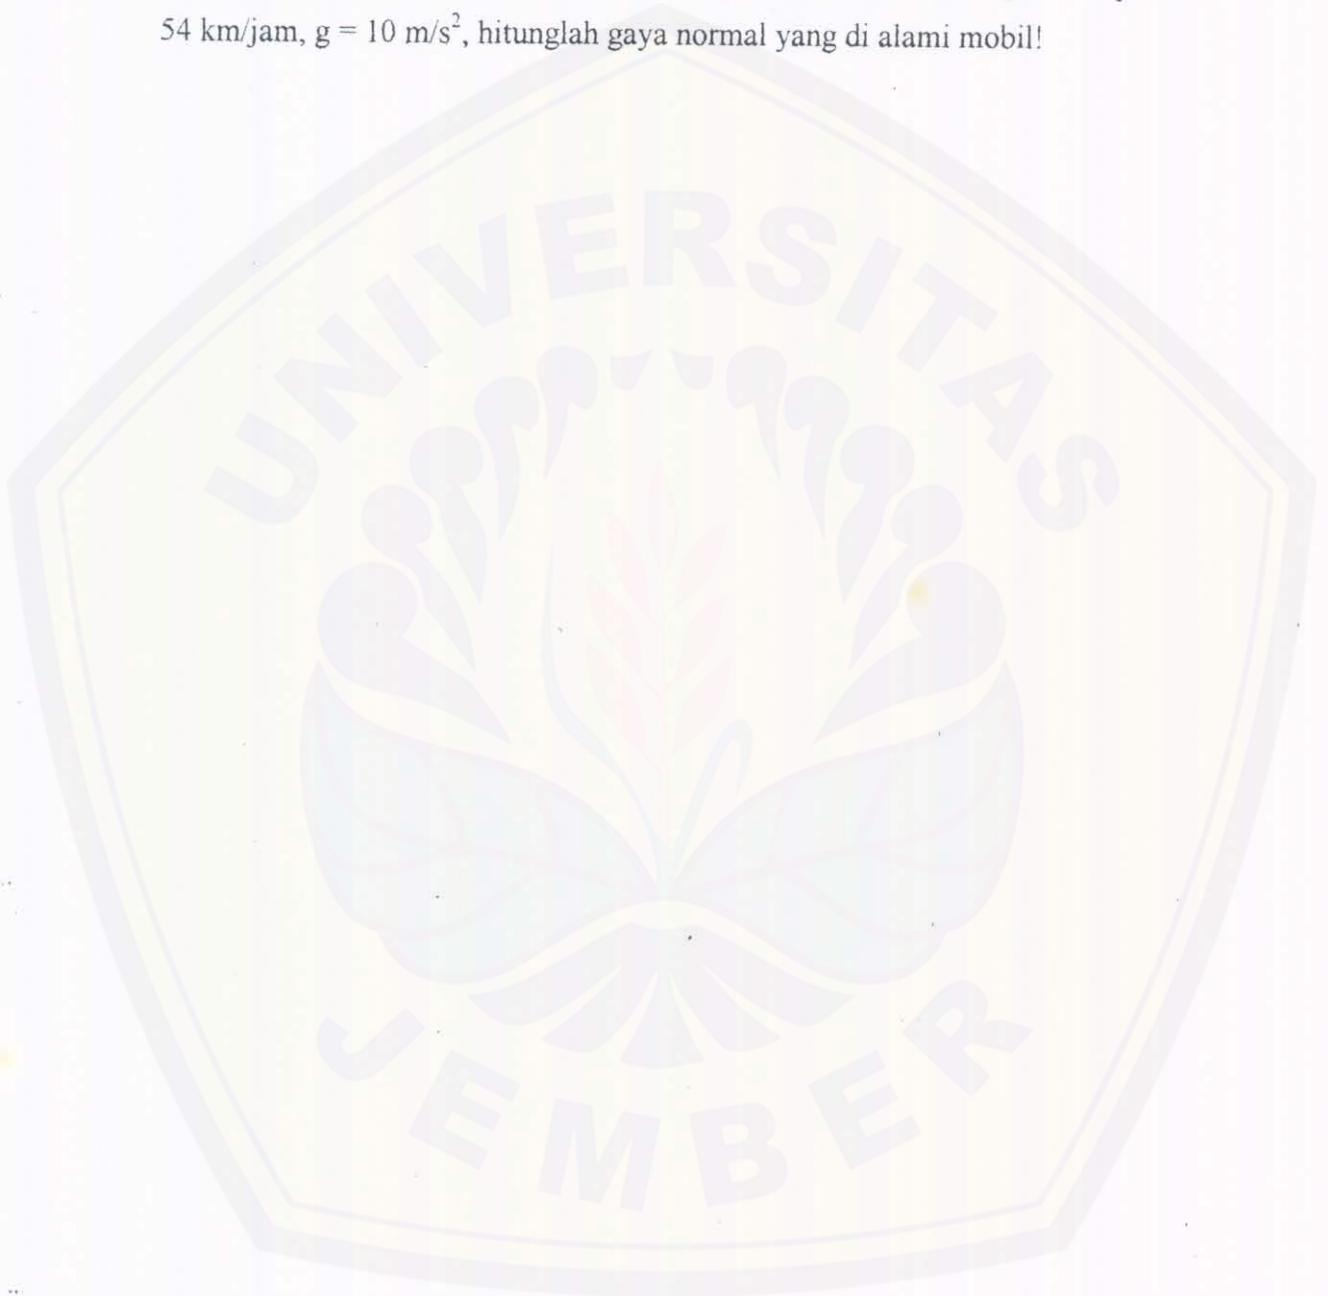 54 km/jam, g = 10 m/s², hitunglah gaya normal yang di alami mobil!
UNIVERSITAS
JEMBER